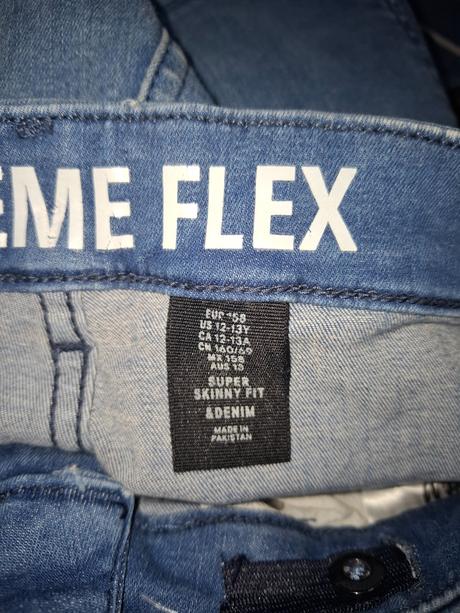 EME FLEX
EUR 158
US 12-13Y
CA 12-13A
CN 160/69
MX 158
AUS 13
SUPER
SKINNY FIT
&DENIM
MADE IN
PAKISTAN